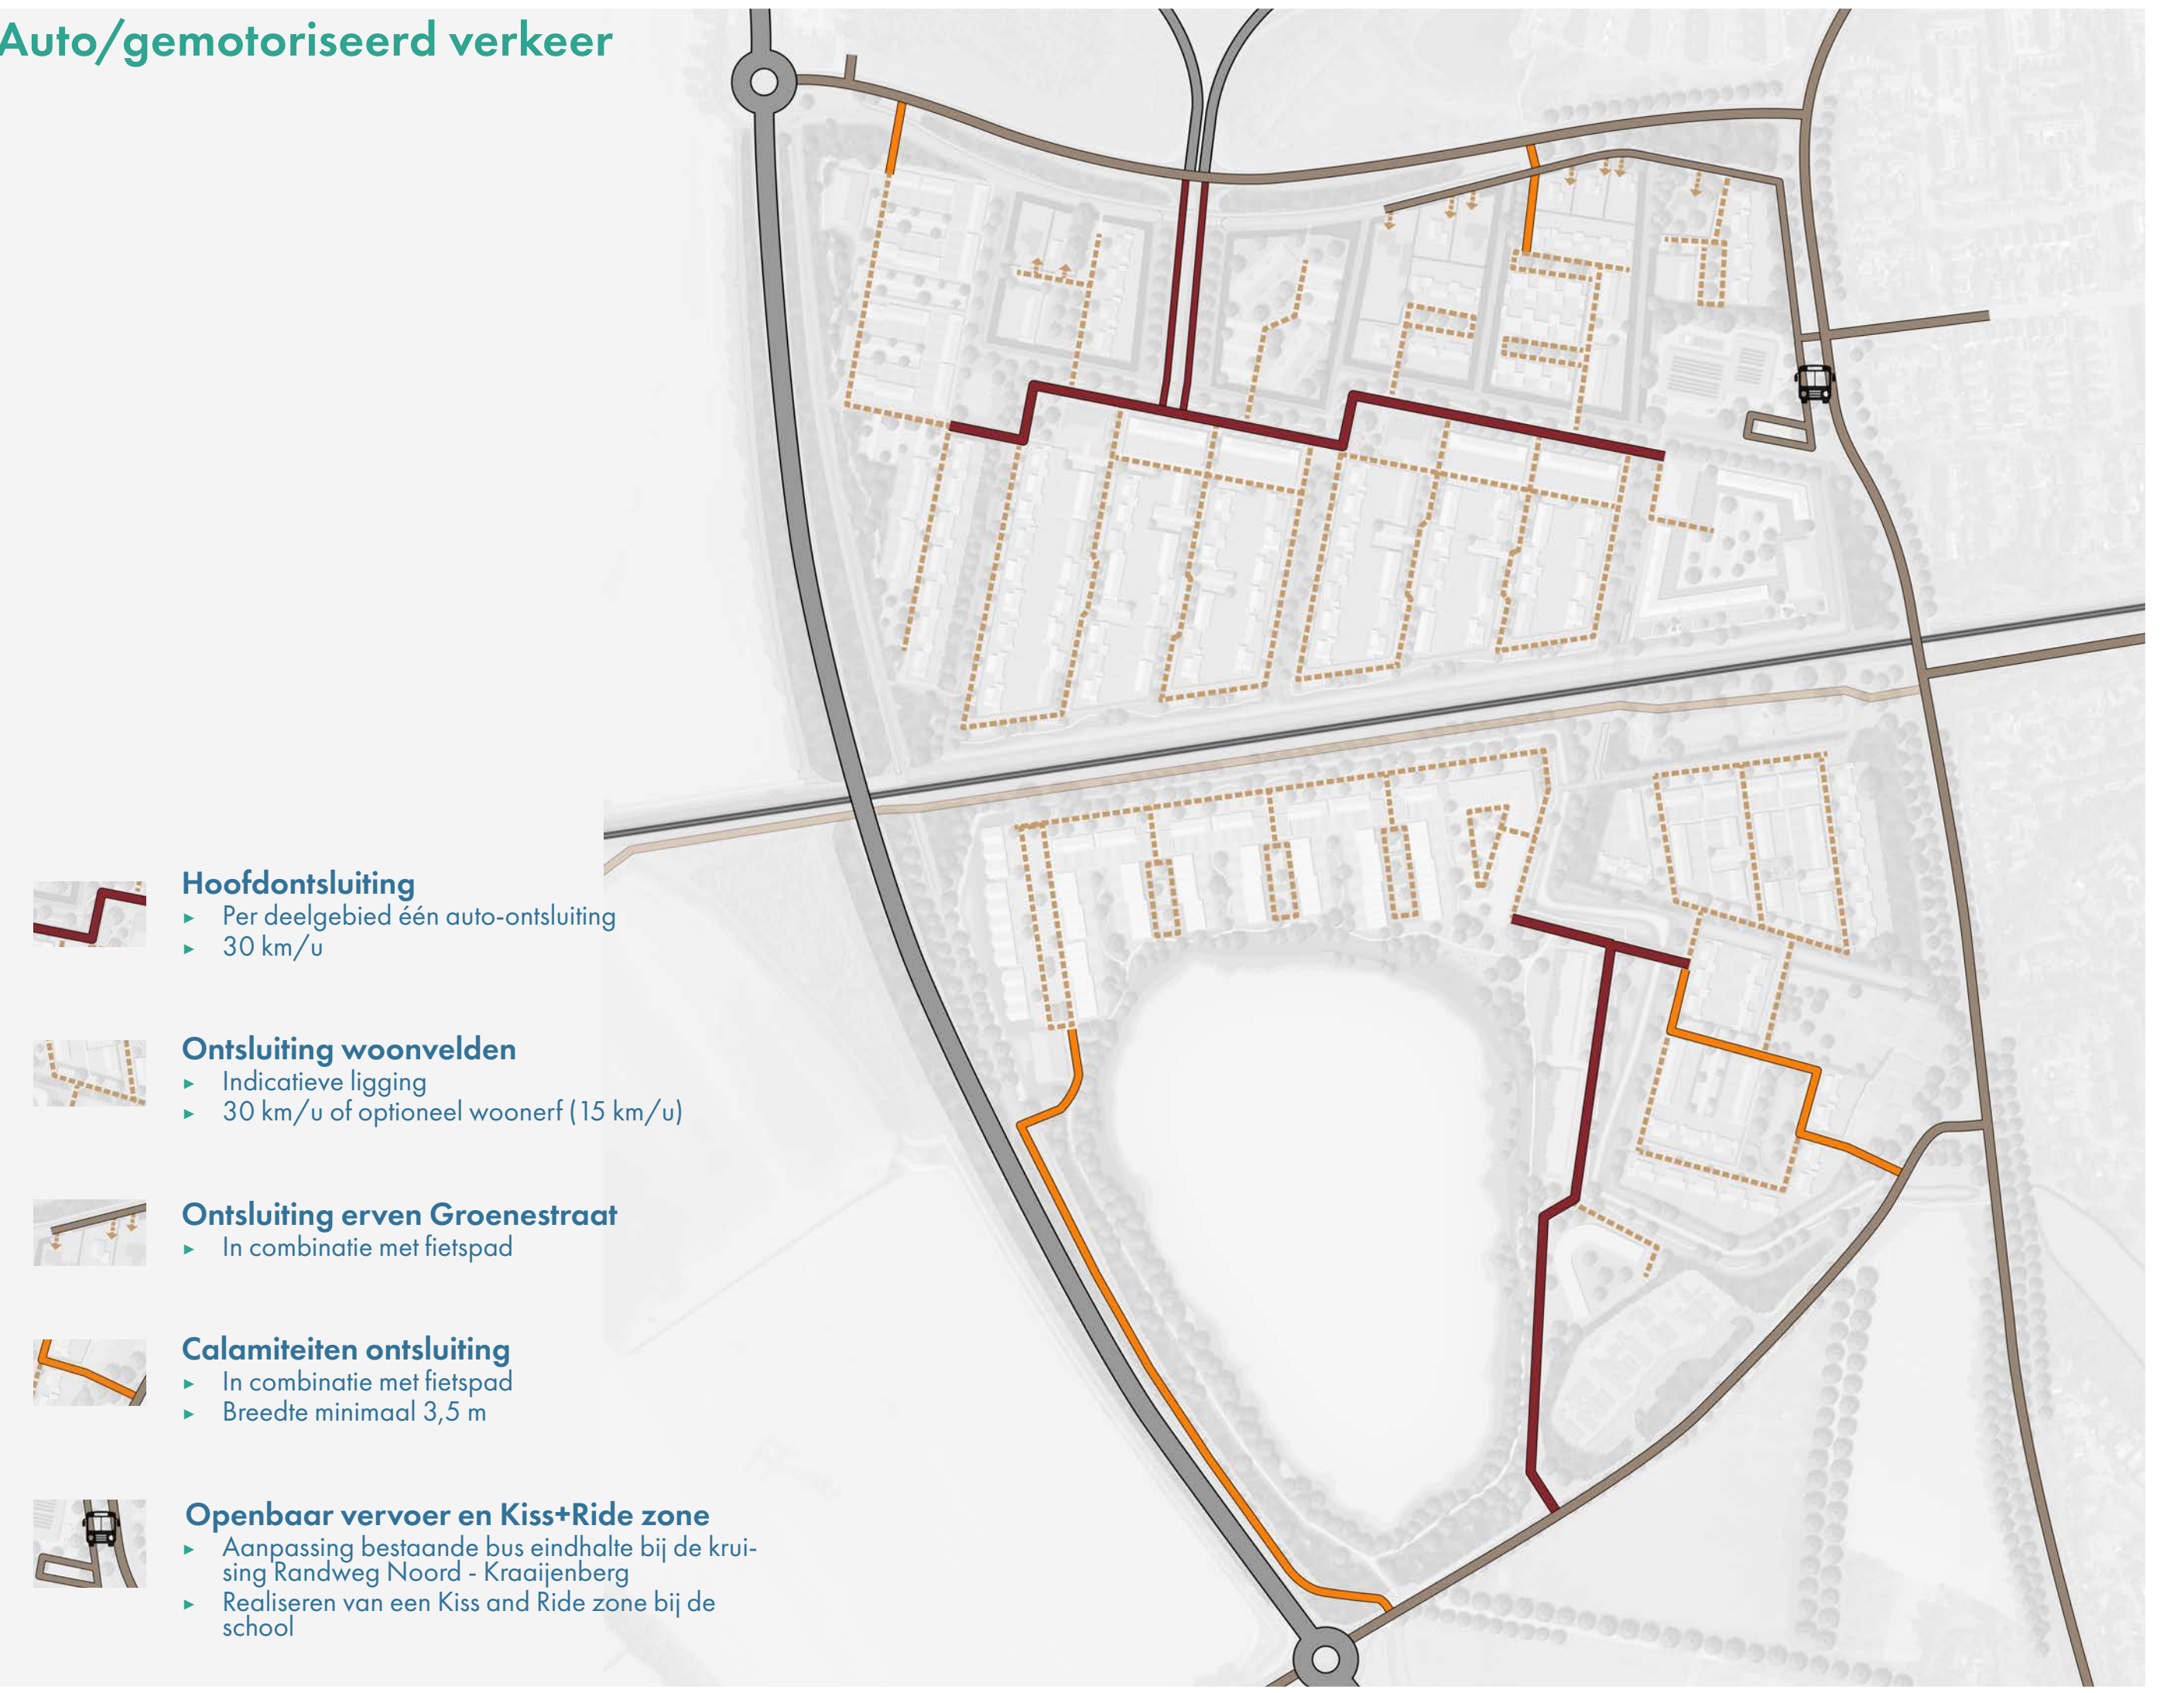 Auto/gemotoriseerd verkeer
Hoofdontsluiting
▸ Per deelgebied één auto-ontsluiting
▸ 30 km/u
Ontsluiting woonvelden
▸ Indicatieve ligging
▸ 30 km/u of optioneel woonerf (15 km/u)
Ontsluiting erven Groenestraat
▸ In combinatie met fietspad
Calamiteiten ontsluiting
▸ In combinatie met fietspad
▸ Breedte minimaal 3,5 m
Openbaar vervoer en Kiss+Ride zone
▸ Aanpassing bestaande bus eindhalte bij de krui-
sing Randweg Noord - Kraaijenberg
▸ Realiseren van een Kiss and Ride zone bij de
school